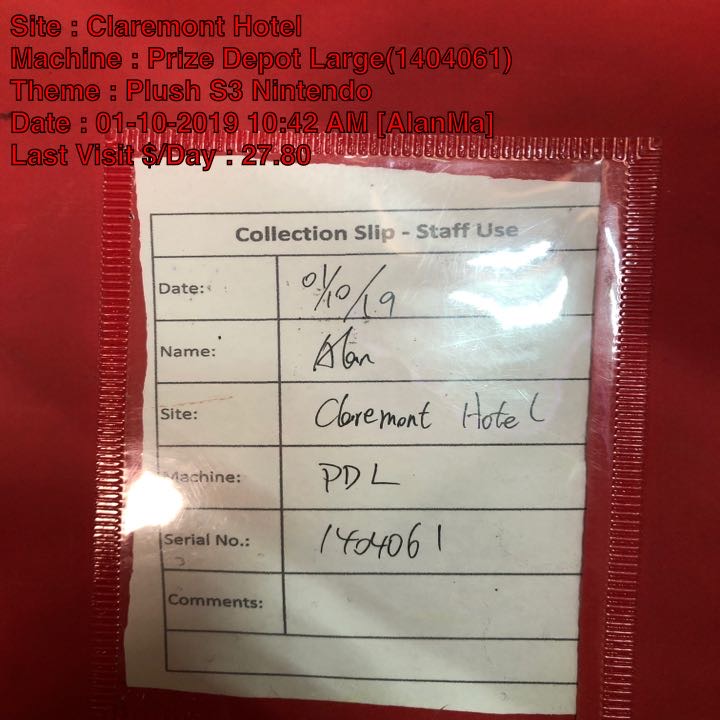 Site : Claremont Hotel
Machine : Prize Depot Large(1404061)
Theme : Plush S3 Nintendo
Date : 01-10-2019 10:42 AM [AlanMa]
Last Visit $/Day : 27.80
Collection Slip - Staff Use
Date: 01/10/19
Name: Alan
Site: Claremont Hotel
Machine: PDL
Serial No.: 1404061
Comments: